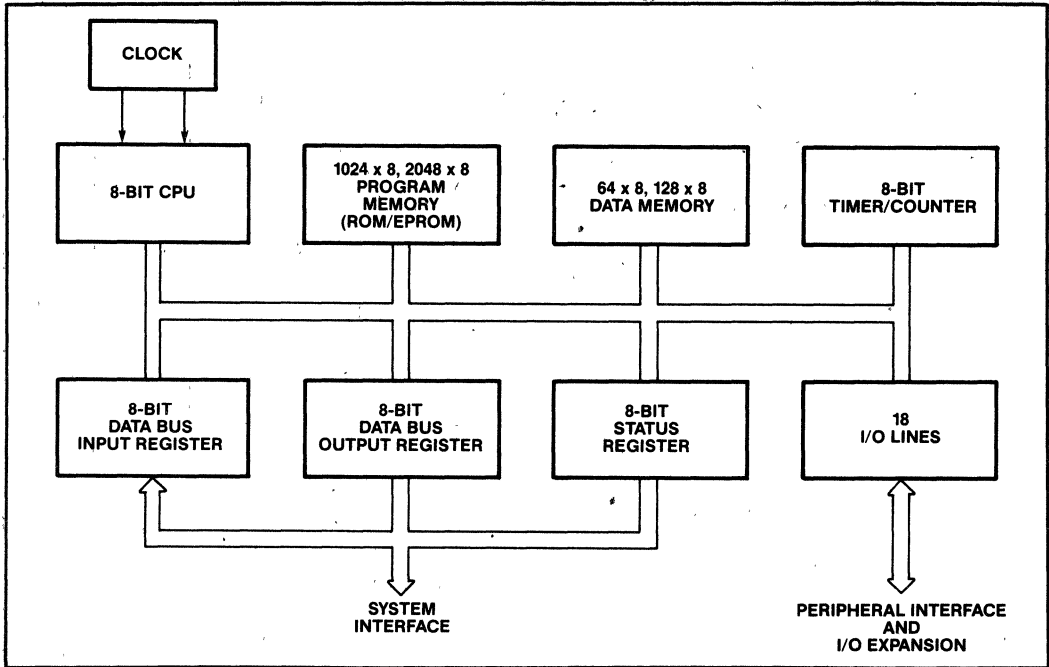 CLOCK
8-BIT CPU
1024 x 8, 2048 x 8
PROGRAM
MEMORY
(ROM/EPROM)
64 x 8, 128 x 8
DATA MEMORY
8-BIT
TIMER/COUNTER
8-BIT
DATA BUS
INPUT REGISTER
8-BIT
DATA BUS
OUTPUT REGISTER
8-BIT
STATUS
REGISTER
18
I/O LINES
SYSTEM
INTERFACE
PERIPHERAL INTERFACE
AND
I/O EXPANSION